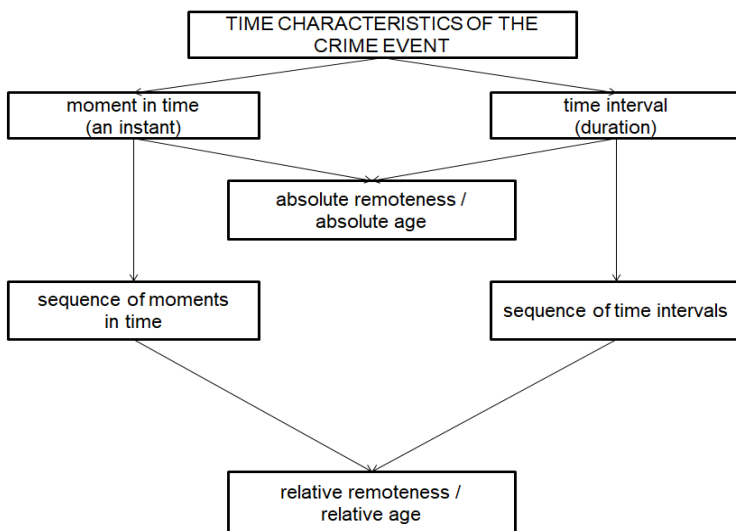 TIME CHARACTERISTICS OF THE
CRIME EVENT
moment in time
(an instant)
time interval
(duration)
absolute remoteness /
absolute age
sequence of moments
in time
sequence of time intervals
relative remoteness /
relative age